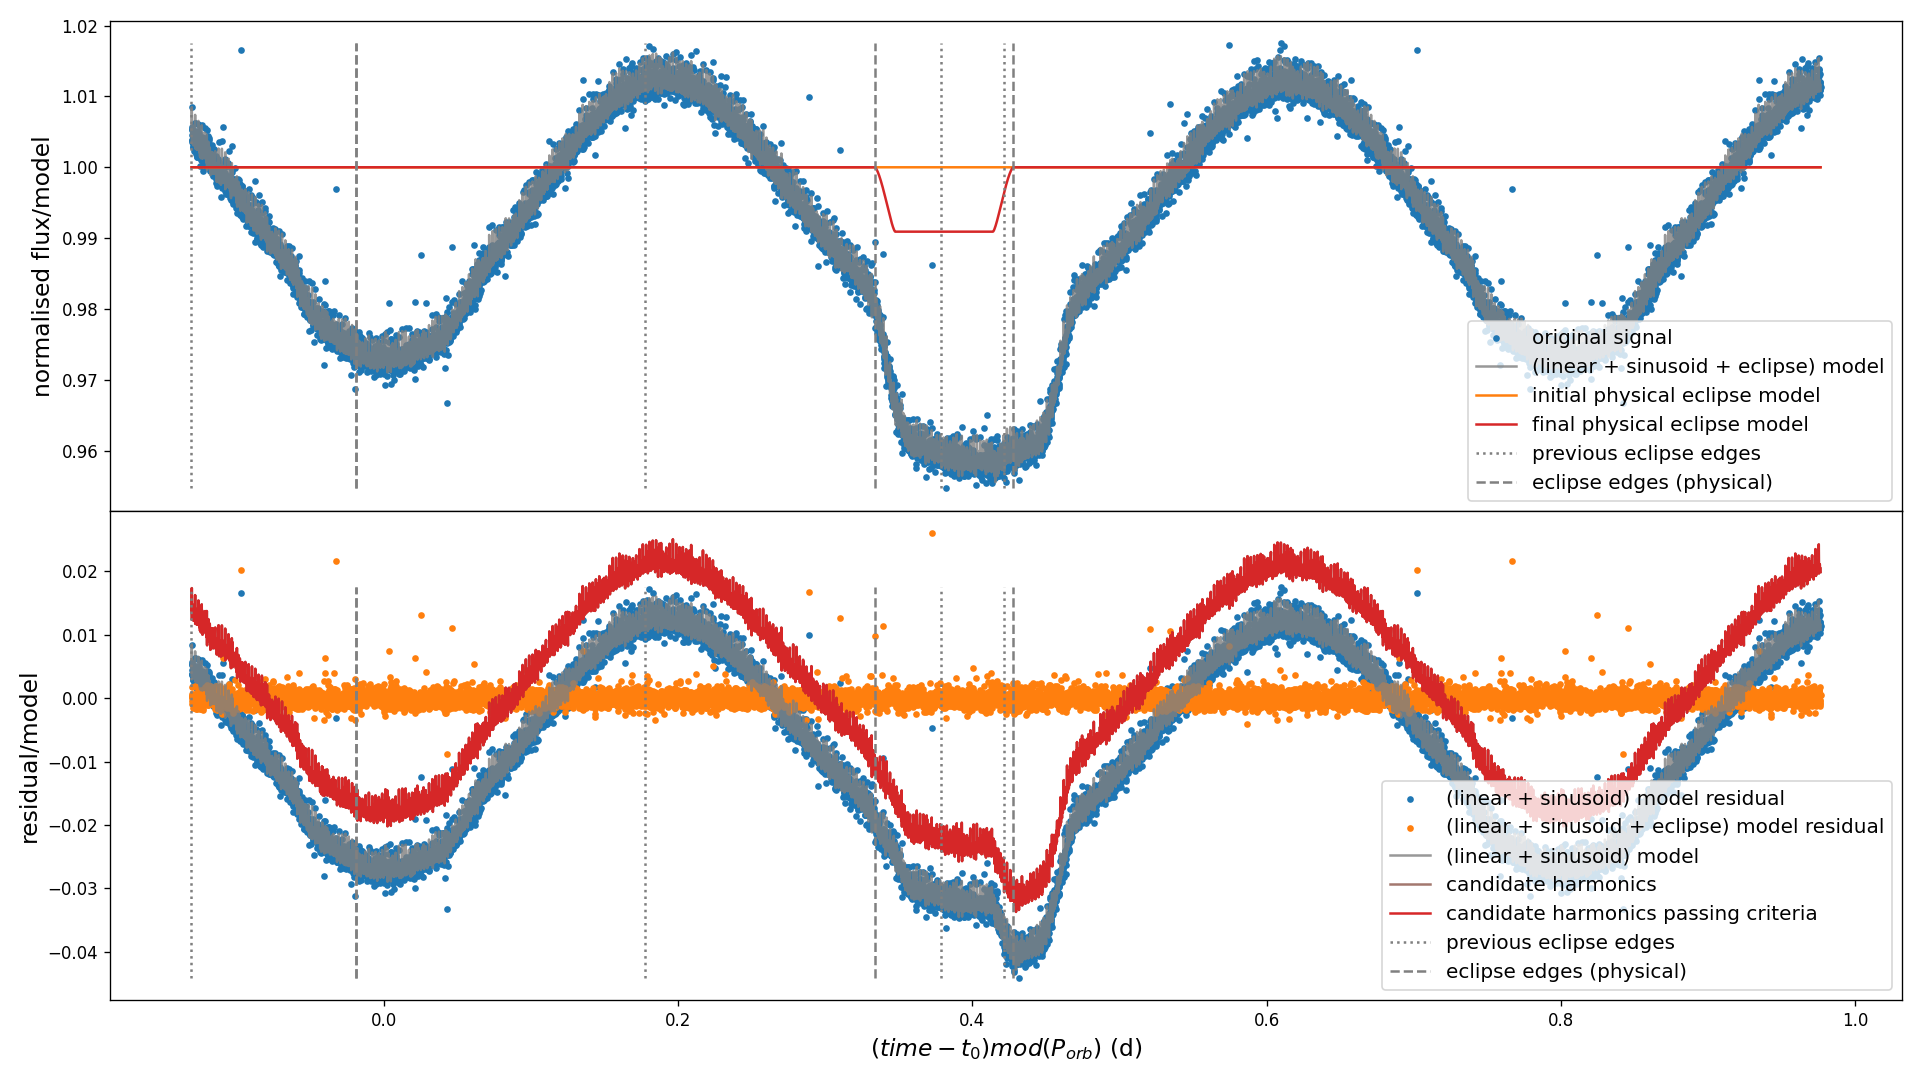 1.02
1.01
1.00
0.99
0.98
0.97
0.96
normalised flux/model
original signal
(linear + sinusoid + eclipse) model
initial physical eclipse model
final physical eclipse model
previous eclipse edges
eclipse edges (physical)
0.02
0.01
0.00
−0.01
−0.02
−0.03
−0.04
residual/model
(linear + sinusoid) model residual
(linear + sinusoid + eclipse) model residual
(linear + sinusoid) model
candidate harmonics
candidate harmonics passing criteria
previous eclipse edges
eclipse edges (physical)
0.0 0.2 0.4 0.6 0.8 1.0
(time − t₀)mod(P_orb) (d)